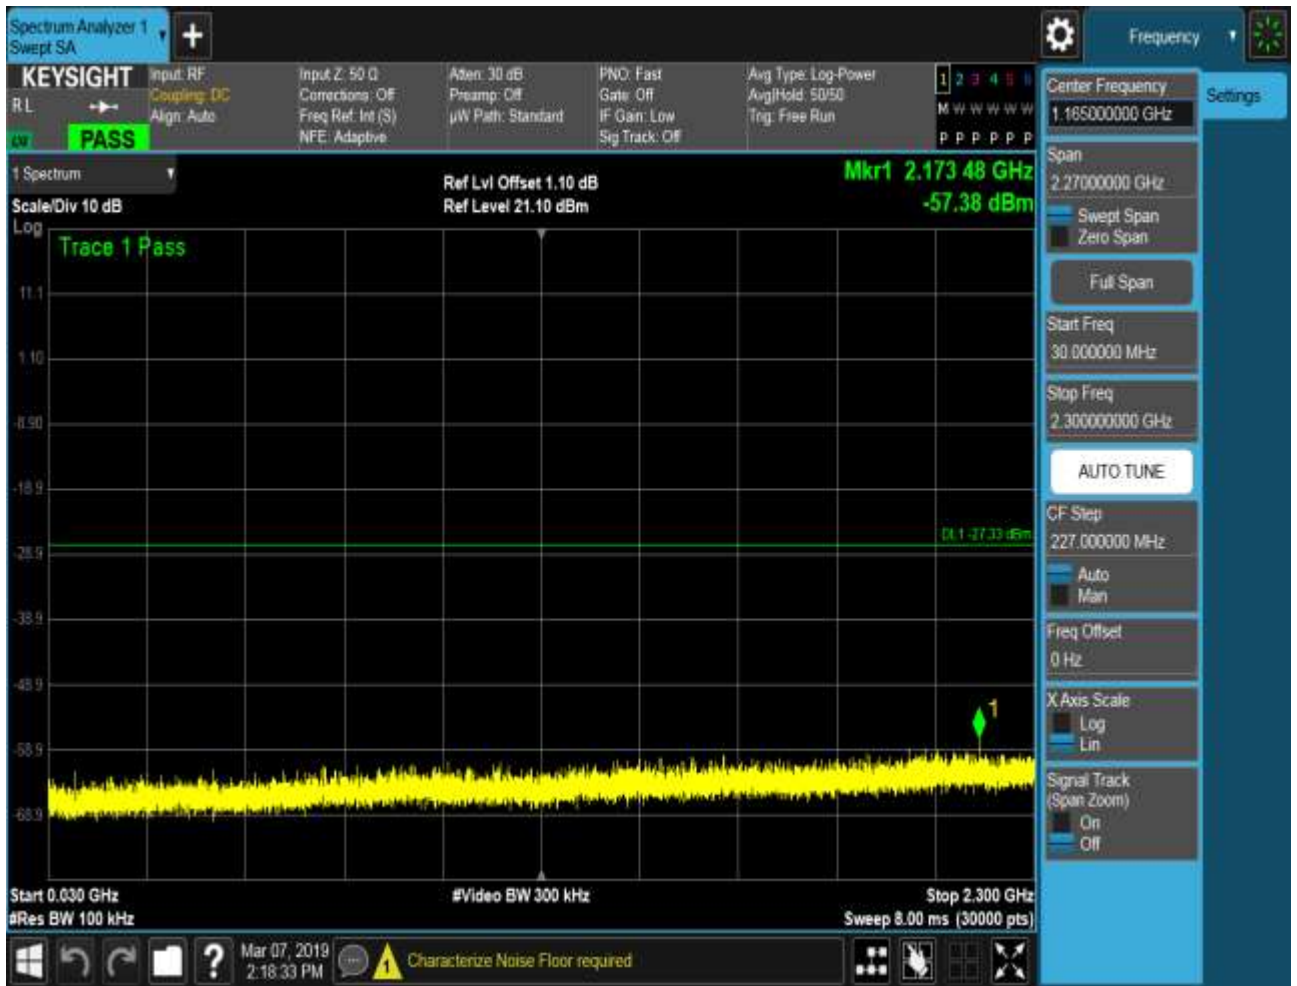 Spectrum Analyzer 1
Swept SA
Frequency
KEYSIGHT
R L
PASS
Input: RF
Coupling: DC
Align: Auto
Input Z: 50 Ω
Corrections: Off
Freq Ref: Int (S)
NFE: Adaptive
Atten: 30 dB
Preamp: Off
µW Path: Standard
PNO: Fast
Gate: Off
IF Gain: Low
Sig Track: Off
Avg Type: Log-Power
Avg|Hold: 50/50
Trig: Free Run
1 2 3 4 5 6
M W W W W W
P P P P P P
1 Spectrum
Scale/Div 10 dB
Log
Ref Lvl Offset 1.10 dB
Ref Level 21.10 dBm
Mkr1 2.173 48 GHz
-57.38 dBm
Trace 1 Pass
11.1
1.10
-8.90
-18.9
-28.9
-38.9
-48.9
-58.9
-68.9
DL1 -27.33 dBm
1
Start 0.030 GHz
#Res BW 100 kHz
#Video BW 300 kHz
Stop 2.300 GHz
Sweep 8.00 ms (30000 pts)
Center Frequency
1.165000000 GHz
Settings
Span
2.27000000 GHz
Swept Span
Zero Span
Full Span
Start Freq
30.000000 MHz
Stop Freq
2.300000000 GHz
AUTO TUNE
CF Step
227.000000 MHz
Auto
Man
Freq Offset
0 Hz
X Axis Scale
Log
Lin
Signal Track
(Span Zoom)
On
Off
?
Mar 07, 2019
2:18:33 PM
1
Characterize Noise Floor required